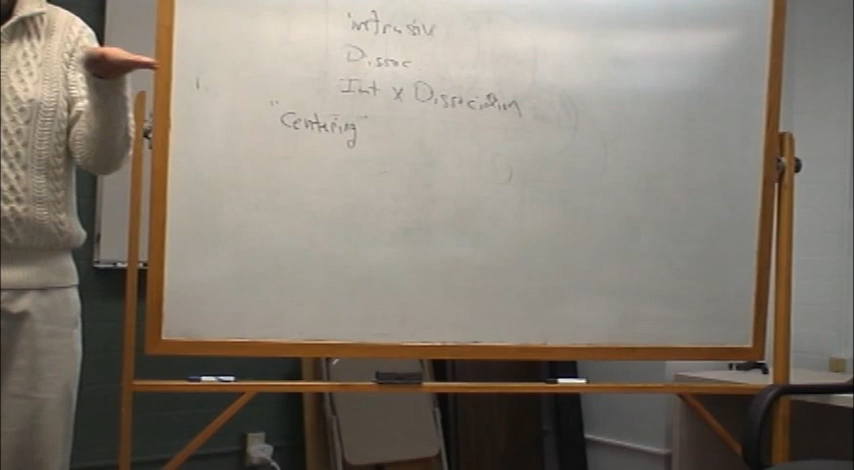 intrusive
Dissoc
Int x Dissociation
"Centering"